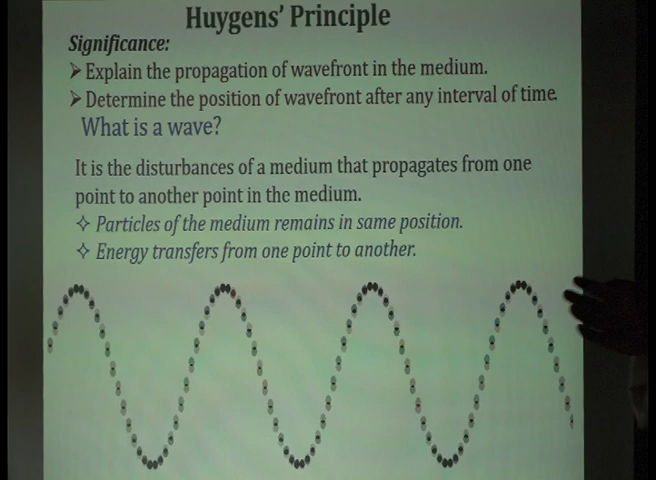 Huygens' Principle
Significance:
➢ Explain the propagation of wavefront in the medium.
➢ Determine the position of wavefront after any interval of time.
What is a wave?
It is the disturbances of a medium that propagates from one
point to another point in the medium.
✧ Particles of the medium remains in same position.
✧ Energy transfers from one point to another.